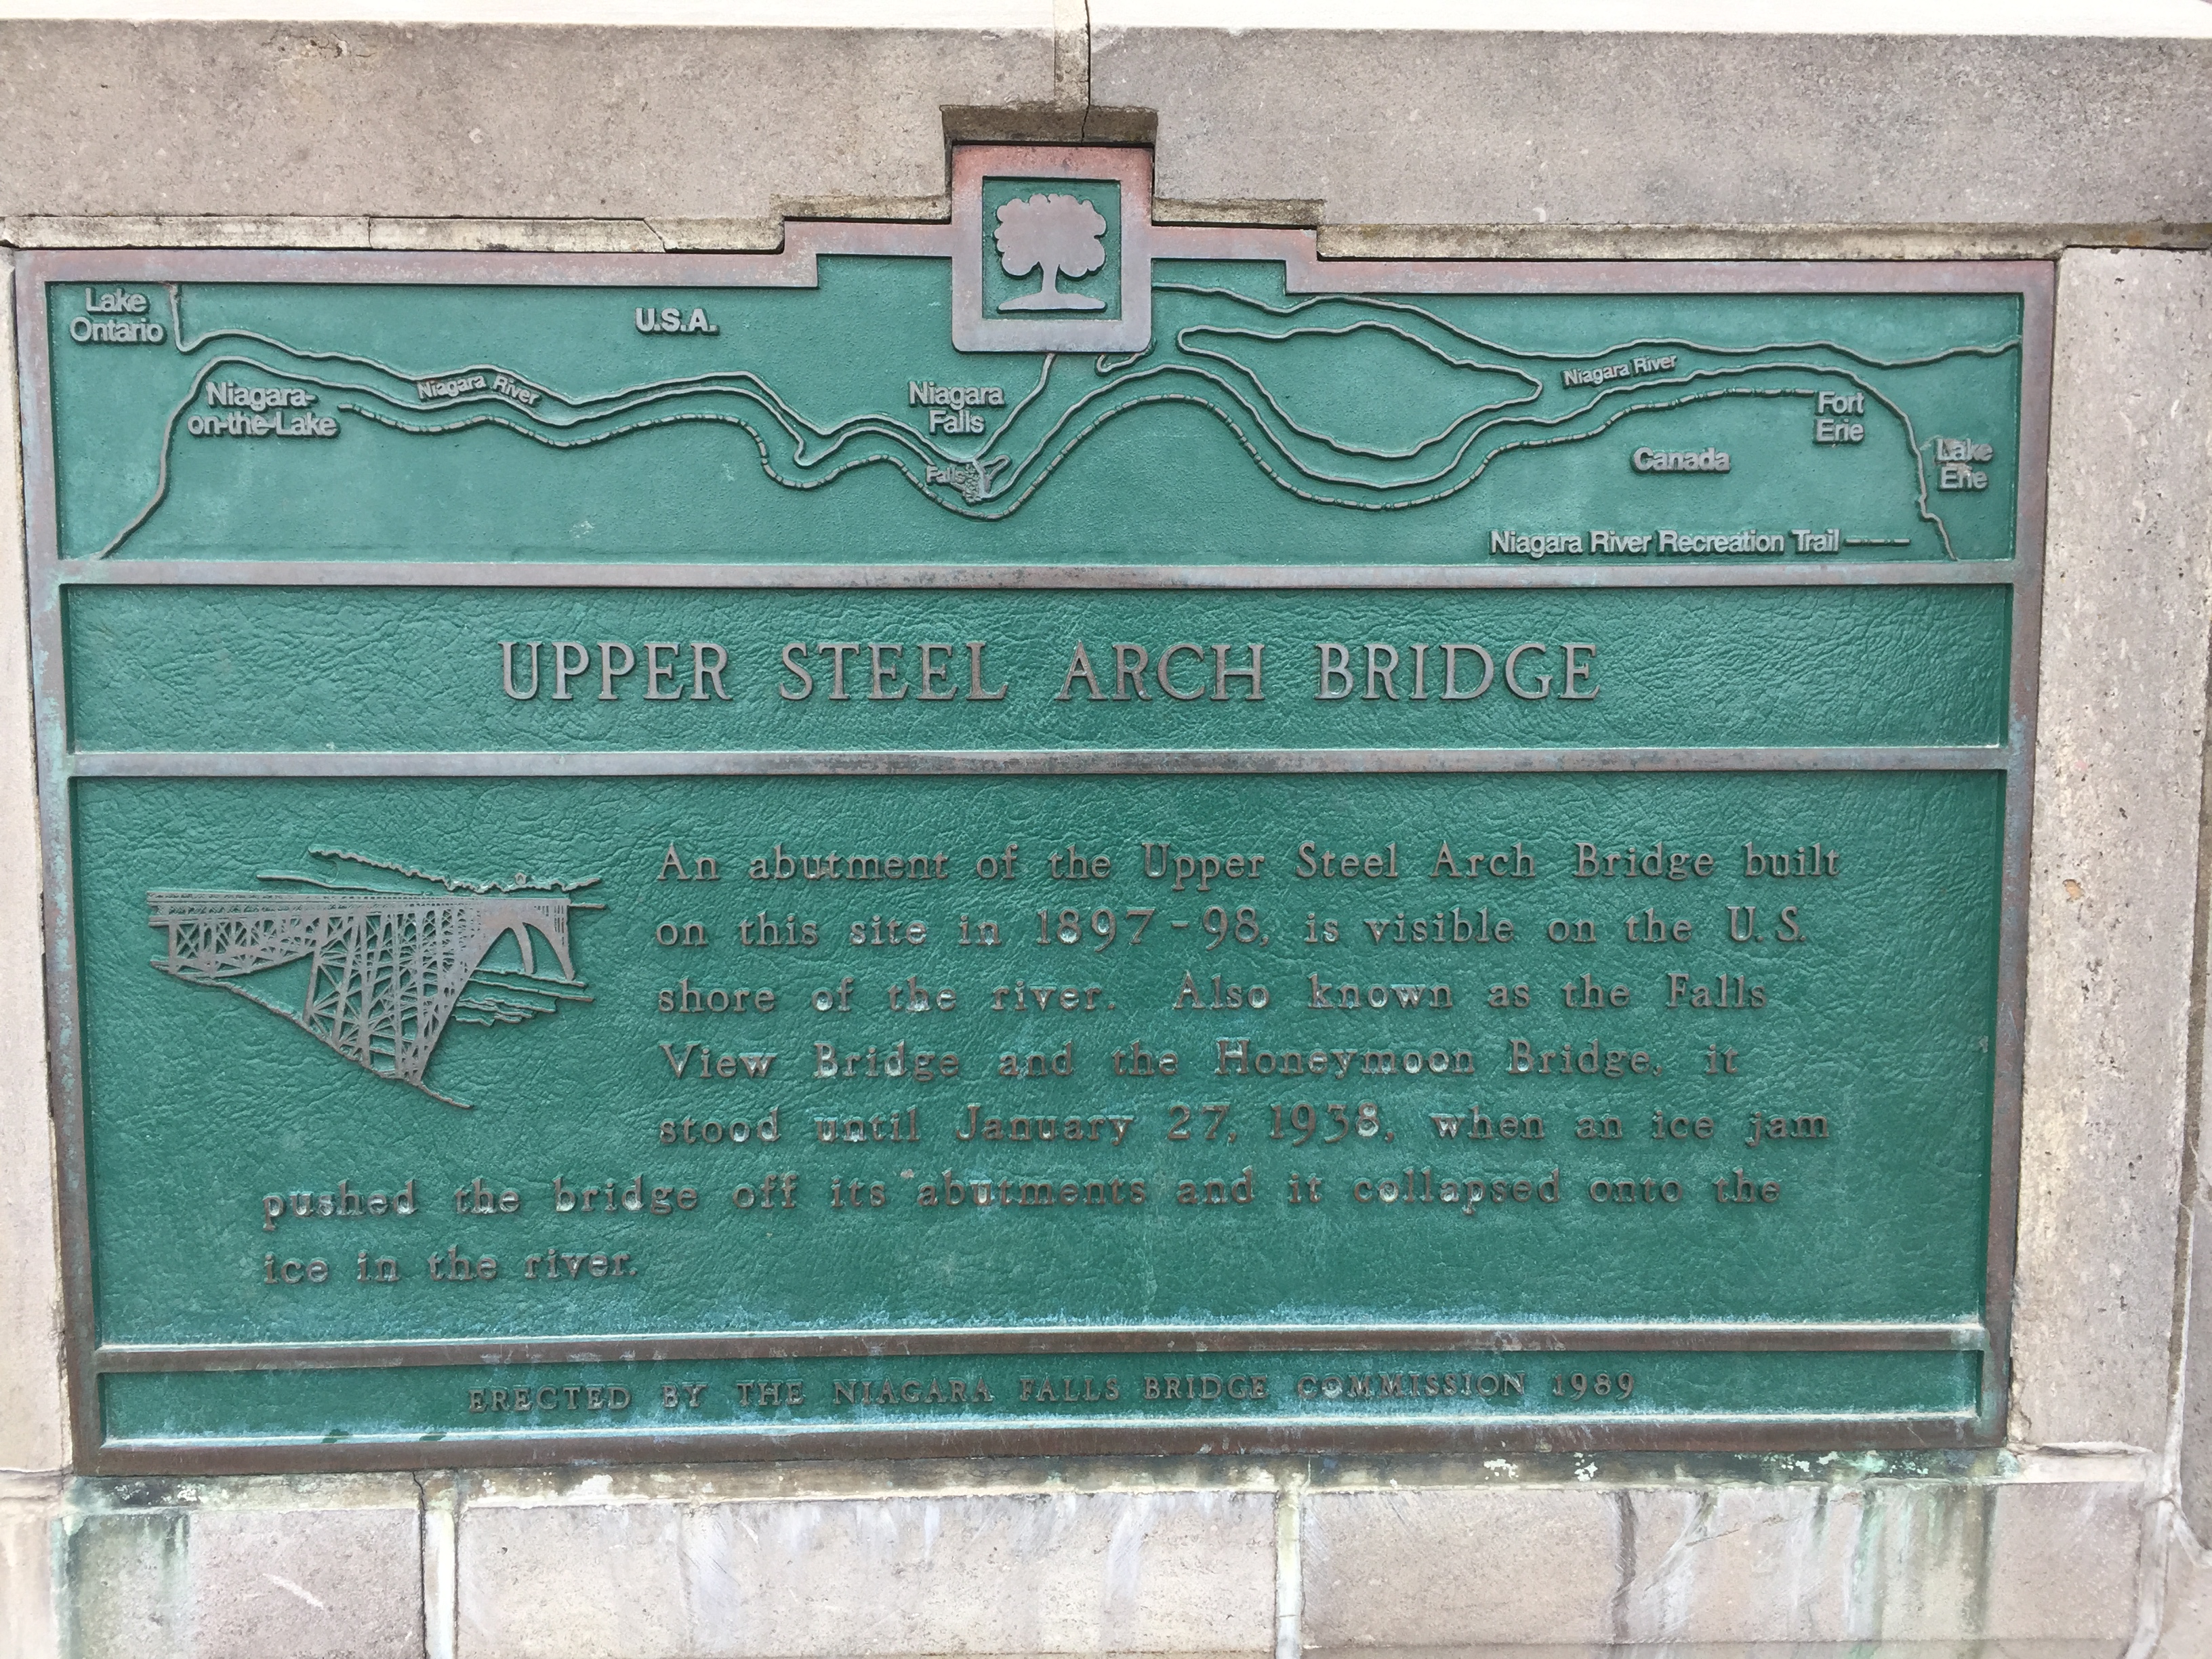 Lake
Ontario
U.S.A.
Niagara River
Niagara-
on-the-Lake
Niagara
Falls
Falls
Niagara River
Fort
Erie
Canada
Lake
Erie
Niagara River Recreation Trail
UPPER STEEL ARCH BRIDGE
An abutment of the Upper Steel Arch Bridge built
on this site in 1897-98, is visible on the U.S.
shore of the river. Also known as the Falls
View Bridge and the Honeymoon Bridge, it
stood until January 27, 1938, when an ice jam
pushed the bridge off its abutments and it collapsed onto the
ice in the river.
ERECTED BY THE NIAGARA FALLS BRIDGE COMMISSION 1989